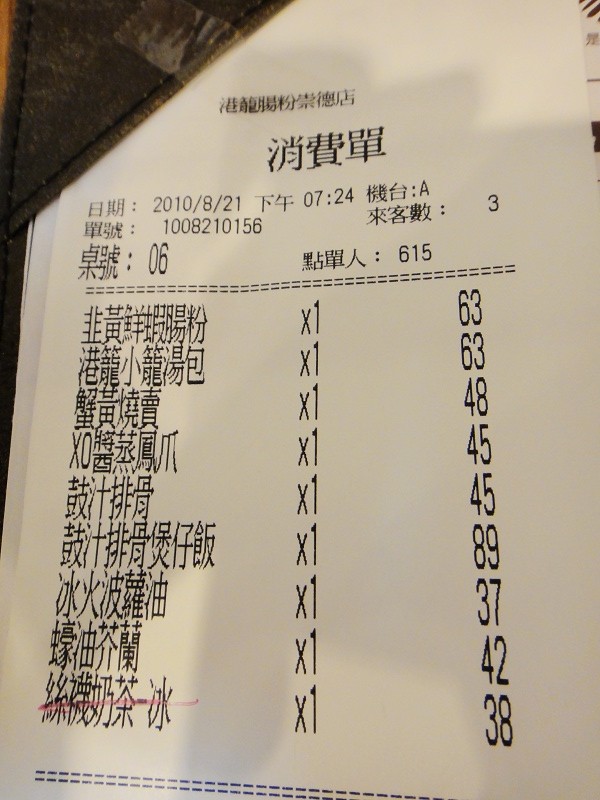 港籠腸粉崇德店
消費單
日期： 2010/8/21 下午 07:24 機台:A
單號： 1008210156 來客數： 3
桌號： 06 點單人： 615
韭黃鮮蝦腸粉 x1 63
港籠小籠湯包 x1 63
蟹黃燒賣 x1 48
XO醬蒸鳳爪 x1 45
鼓汁排骨 x1 45
鼓汁排骨煲仔飯 x1 89
冰火波蘿油 x1 37
蠔油芥蘭 x1 42
絲襪奶茶 冰 x1 38
是